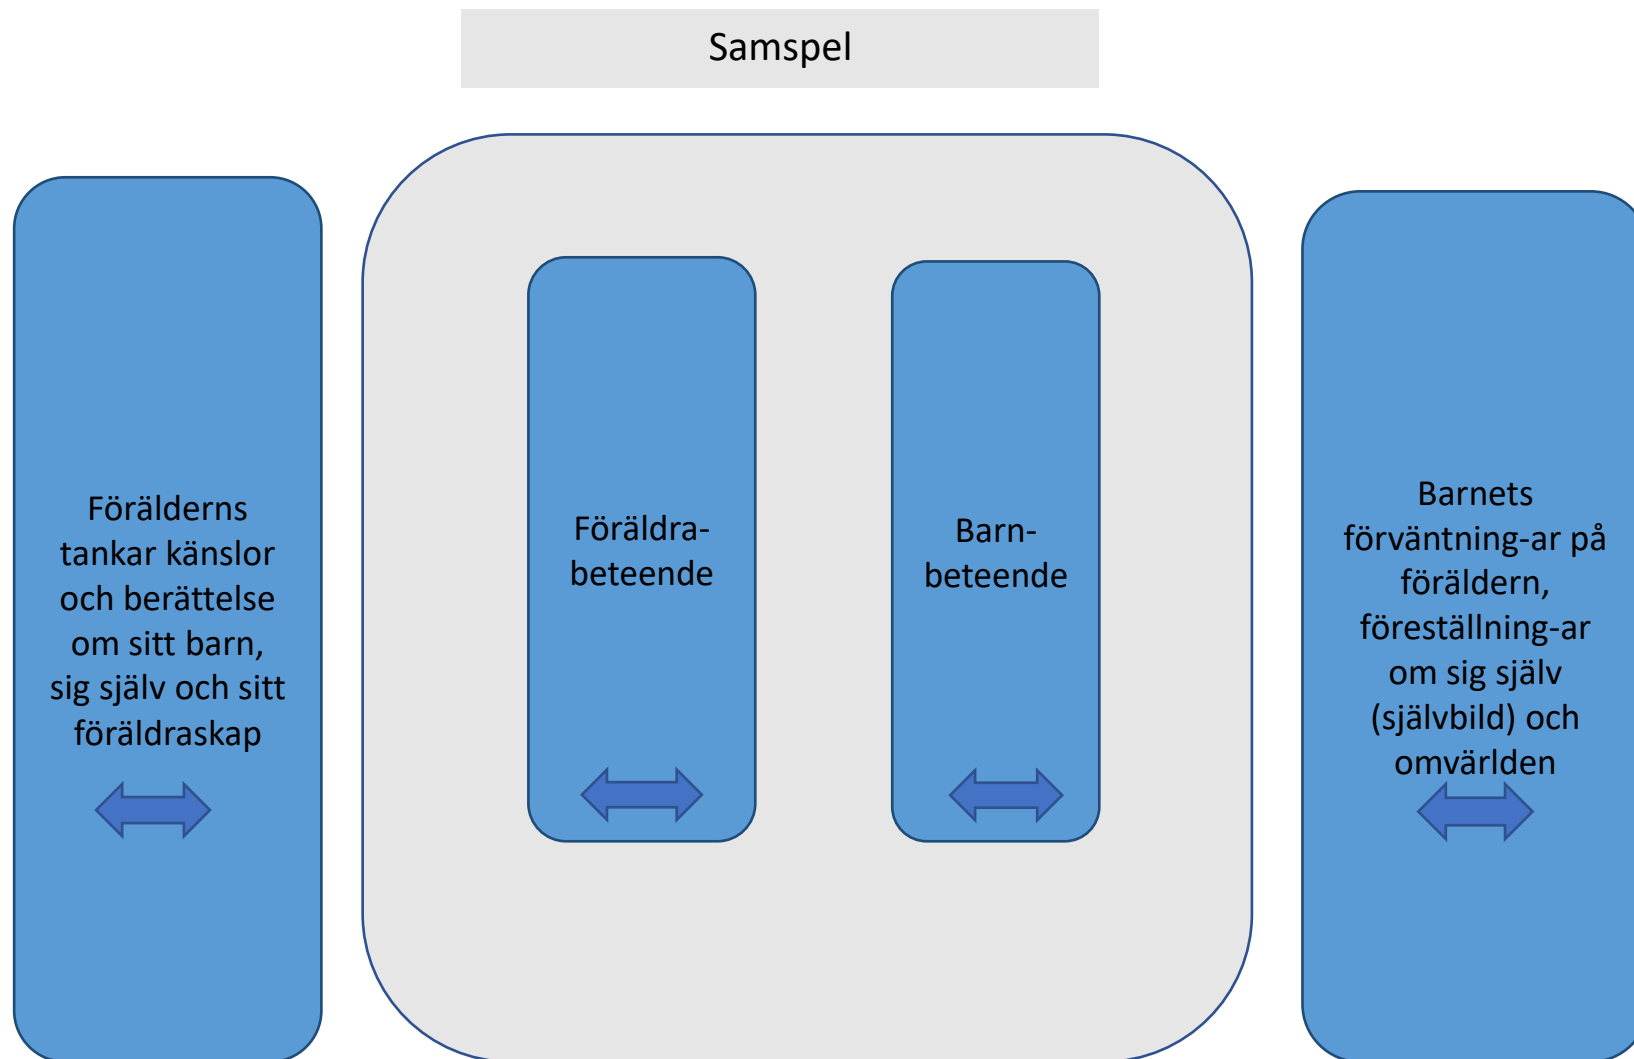 Samspel
Förälderns
tankar känslor
och berättelse
om sitt barn,
sig själv och sitt
föräldraskap
Föräldra-
beteende
Barn-
beteende
Barnets
förväntning-ar på
föräldern,
föreställning-ar
om sig själv
(självbild) och
omvärlden